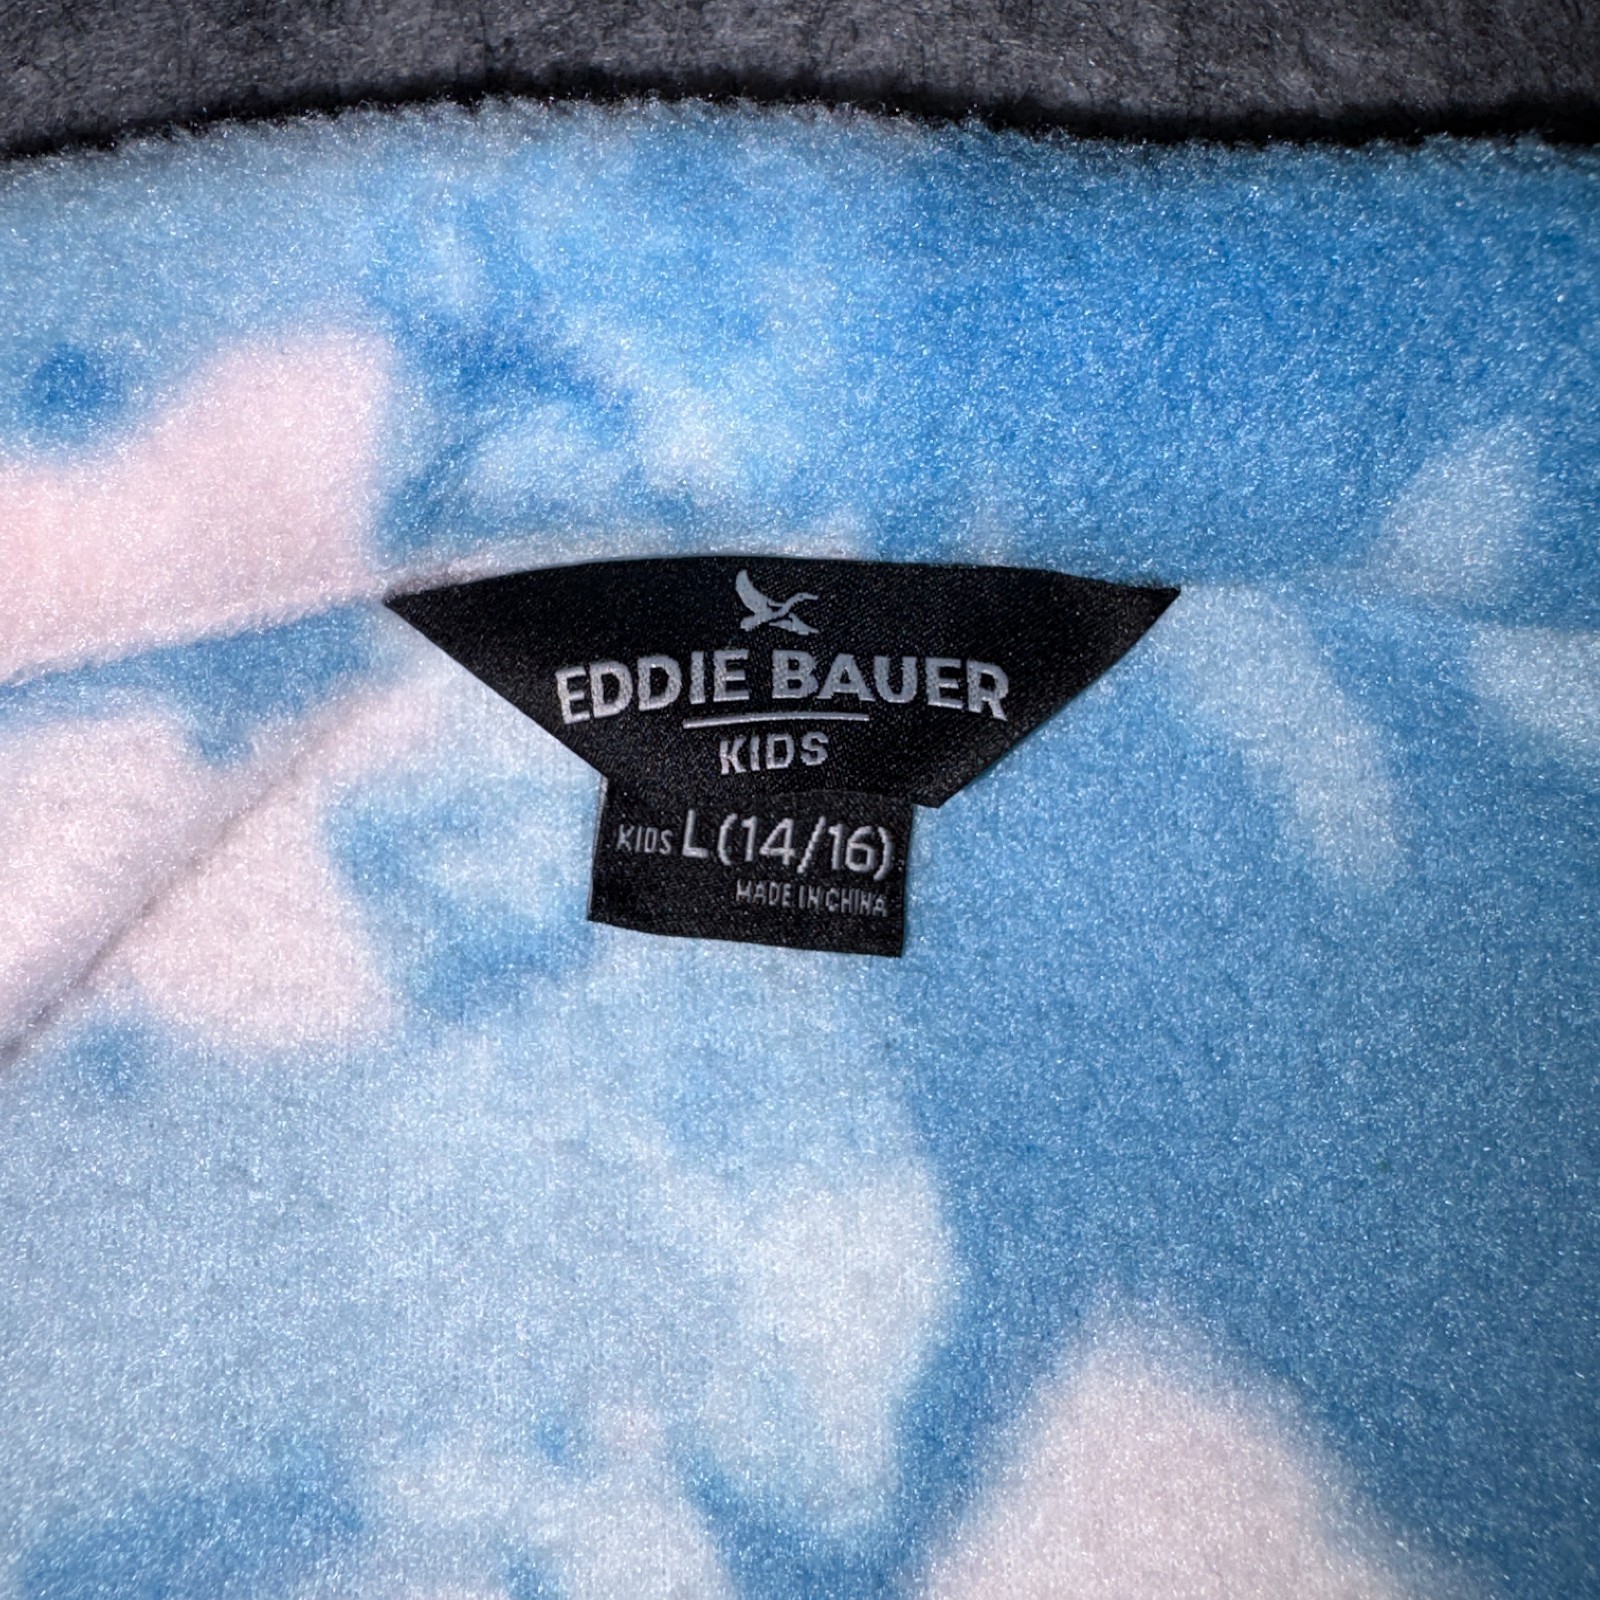 EDDIE BAUER
KIDS
KIDS L (14/16)
MADE IN CHINA